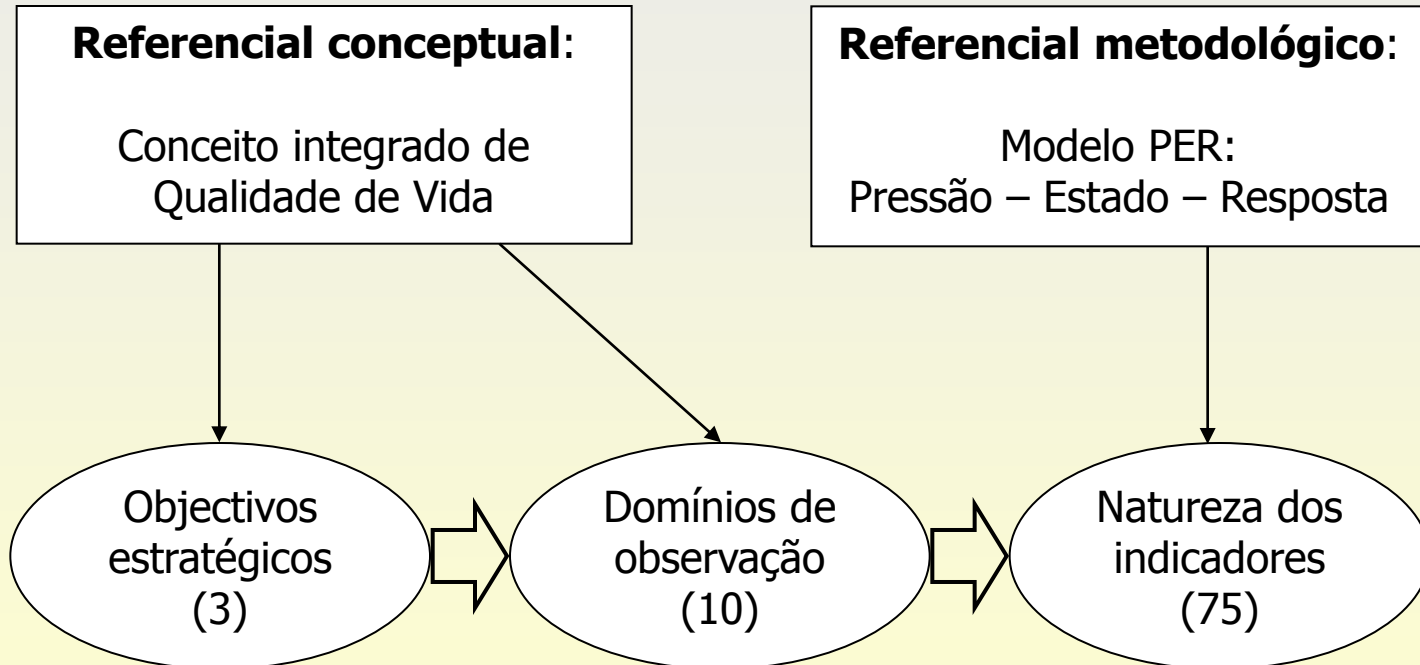 Referencial conceptual:
Conceito integrado de
Qualidade de Vida
Referencial metodológico:
Modelo PER:
Pressão – Estado – Resposta
Objectivos
estratégicos
(3)
Domínios de
observação
(10)
Natureza dos
indicadores
(75)